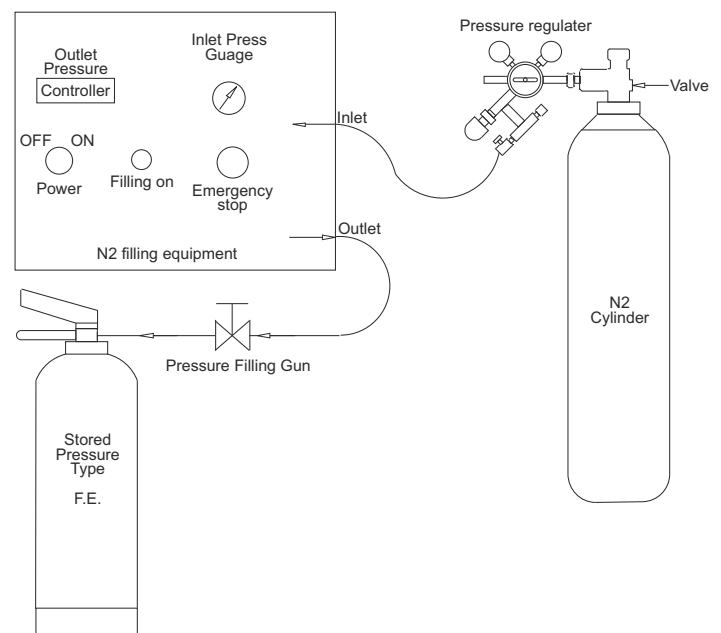 Pressure regulater
Inlet Press
Guage
Outlet
Pressure
Controller
Valve
Inlet
OFF ON
Power
Filling on
Emergency
stop
Outlet
N2 filling equipment
N2
Cylinder
Pressure Filling Gun
Stored
Pressure
Type
F.E.